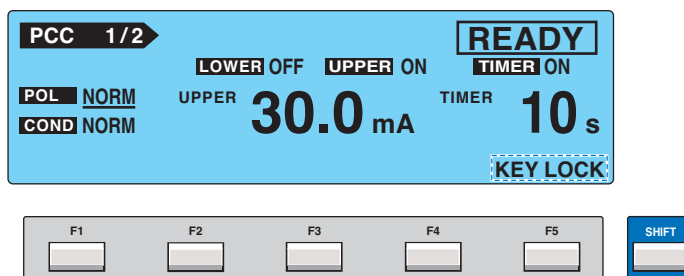 PCC 1/2 READY
LOWER OFF UPPER ON TIMER ON
POL NORM UPPER 30.0 mA TIMER 10 s
COND NORM
KEY LOCK
F1 F2 F3 F4 F5 SHIFT